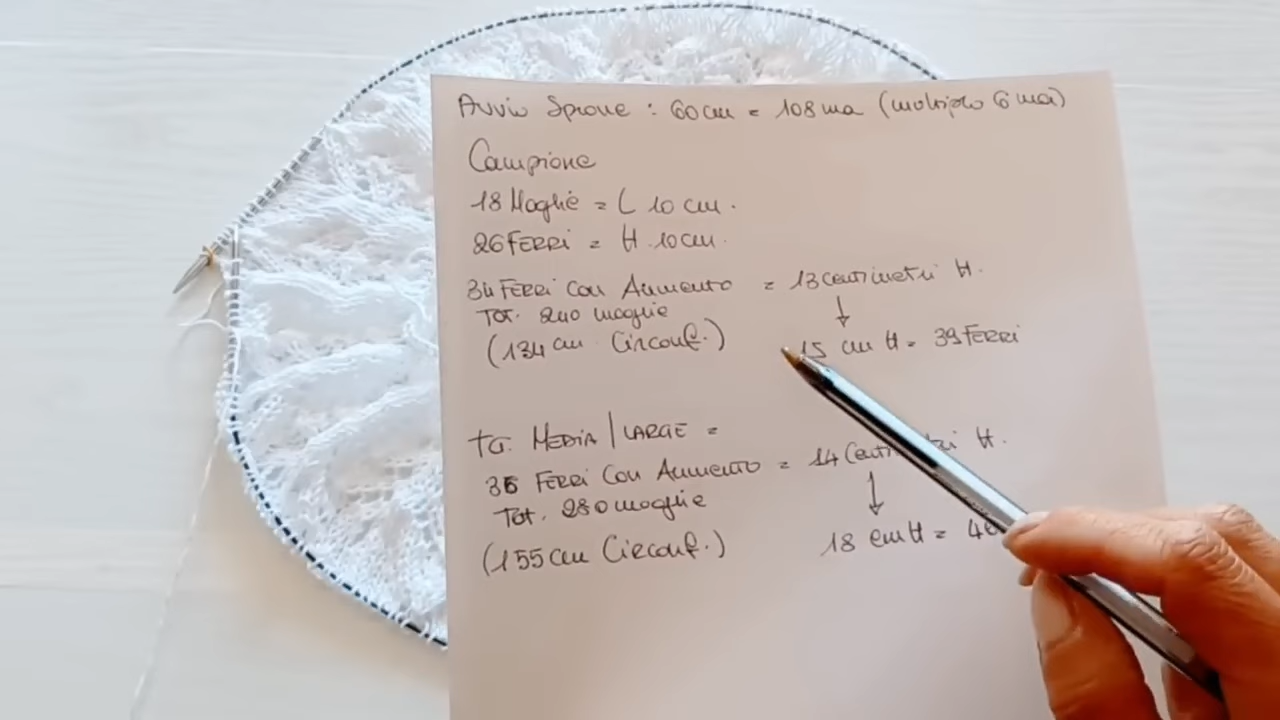 Avvio Sprone : 60 cm = 108 ma (multiplo 6 ma)
Campione
18 Maglie = L 10 cm.
26 FERRI = H. 10 cm.
34 FERRI Con Aumento = 13 centimetri H.
TOT. 240 maglie
(134 cm Circonf.) 15 cm H = 39 FERRI
TG. MEDIA / LARGE =
36 FERRI Con Aumento = 14 H.
Tot. 280 maglie
(155 cm Circonf.) 18 cm H =